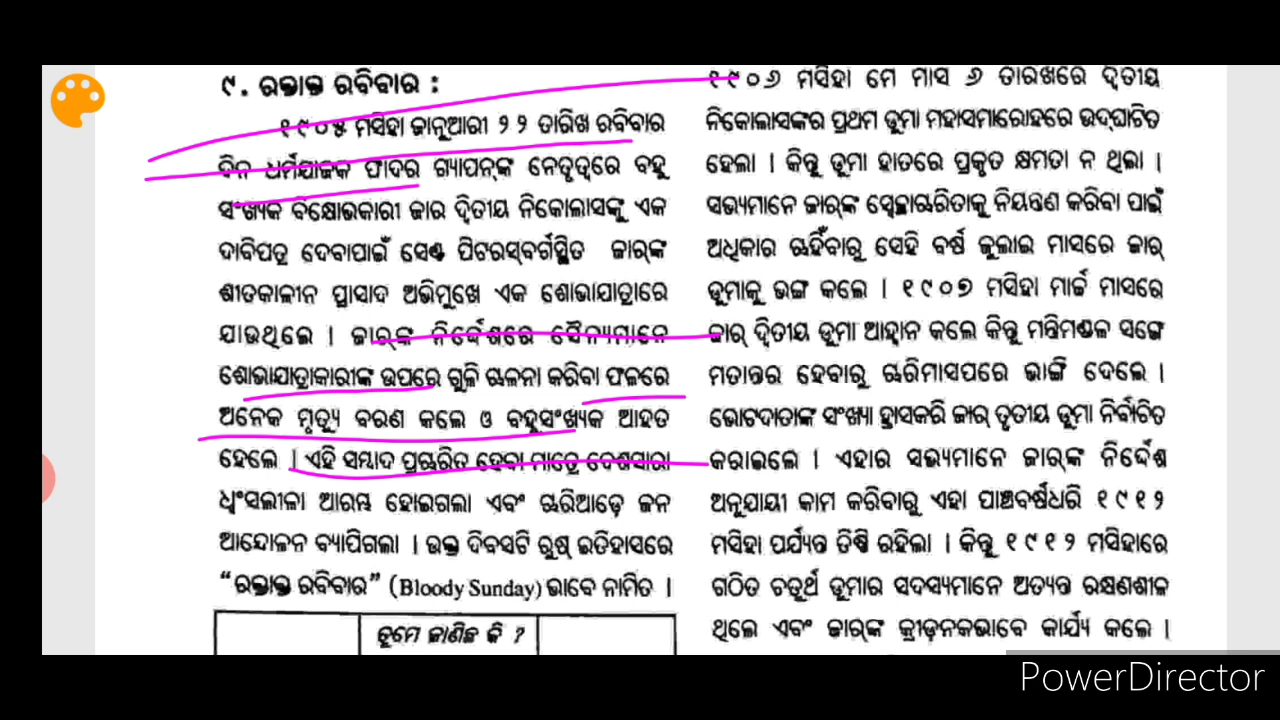 ୯. ରକ୍ତାକ୍ତ ରବିବାର :
୧୯୦୫ ମସିହା ଜାନୁଆରୀ ୨୨ ତାରିଖ ରବିବାର
ଦିନ ଧର୍ମଯାଜକ ଫାଦର ଗ୍ୟାପନ୍‌ଙ୍କ ନେତୃତ୍ୱରେ ବହୁ
ସଂଖ୍ୟକ ବିକ୍ଷୋଭକାରୀ ଜାର ଦ୍ୱିତୀୟ ନିକୋଲାସଙ୍କୁ ଏକ
ଦାବିପତ୍ର ଦେବାପାଇଁ ସେଣ୍ଟ ପିଟରସ୍‌ବର୍ଗସ୍ଥିତ ଜାର୍‌ଙ୍କ
ଶୀତକାଳୀନ ପ୍ରାସାଦ ଅଭିମୁଖେ ଏକ ଶୋଭାଯାତ୍ରାରେ
ଯାଉଥିଲେ । ଜାର୍‌ଙ୍କ ନିର୍ଦ୍ଦେଶରେ ସୈନ୍ୟମାନେ
ଶୋଭାଯାତ୍ରାକାରୀଙ୍କ ଉପରେ ଗୁଳି ଚାଳନା କରିବା ଫଳରେ
ଅନେକ ମୃତ୍ୟୁ ବରଣ କଲେ ଓ ବହୁସଂଖ୍ୟକ ଆହତ
ହେଲେ । ଏହି ସମ୍ବାଦ ପ୍ରଚାରିତ ହେବା ମାତ୍ରେ ଦେଶସାରା
ଧ୍ୱଂସଲୀଳା ଆରମ୍ଭ ହୋଇଗଲା ଏବଂ ଚାରିଆଡ଼େ ଜନ
ଆନ୍ଦୋଳନ ବ୍ୟାପିଗଲା । ଉକ୍ତ ଦିବସଟି ରୁଷ୍ ଇତିହାସରେ
“ରକ୍ତାକ୍ତ ରବିବାର” (Bloody Sunday) ଭାବେ ନାମିତ ।
ତୁମେ ଜାଣିଛ କି ?
୧୯୦୬ ମସିହା ମେ ମାସ ୬ ତାରଖରେ ଦ୍ୱିତୀୟ
ନିକୋଲାସଙ୍କର ପ୍ରଥମ ଡୁମା ମହାସମାରୋହରେ ଉଦ୍‌ଘାଟିତ
ହେଲା । କିନ୍ତୁ ଡୁମା ହାତରେ ପ୍ରକୃତ କ୍ଷମତା ନ ଥିଲା ।
ସଭ୍ୟମାନେ ଜାର୍‌ଙ୍କ ସ୍ୱେଚ୍ଛାଚାରିତାକୁ ନିୟନ୍ତ୍ରଣ କରିବା ପାଇଁ
ଅଧିକାର ଚାହିଁବାରୁ ସେହି ବର୍ଷ ଜୁଲାଇ ମାସରେ ଜାର୍
ଡୁମାକୁ ଭଙ୍ଗ କଲେ । ୧୯୦୭ ମସିହା ମାର୍ଚ୍ଚ ମାସରେ
ଜାର୍ ଦ୍ୱିତୀୟ ଡୁମା ଆହ୍ୱାନ କଲେ କିନ୍ତୁ ମନ୍ତ୍ରିମଣ୍ଡଳ ସଙ୍ଗେ
ମତାନ୍ତର ହେବାରୁ ଚାରିମାସପରେ ଭାଙ୍ଗି ଦେଲେ ।
ଭୋଟଦାତାଙ୍କ ସଂଖ୍ୟା ହ୍ରାସକରି ଜାର୍ ତୃତୀୟ ଡୁମା ନିର୍ବାଚିତ
କରାଇଲେ । ଏହାର ସଭ୍ୟମାନେ ଜାର୍‌ଙ୍କ ନିର୍ଦ୍ଦେଶ
ଅନୁଯାୟୀ କାମ କରିବାରୁ ଏହା ପାଞ୍ଚବର୍ଷଧରି ୧୯୧୨
ମସିହା ପର୍ଯ୍ୟନ୍ତ ତିଷ୍ଠି ରହିଲା । କିନ୍ତୁ ୧୯୧୨ ମସିହାରେ
ଗଠିତ ଚତୁର୍ଥ ଡୁମାର ସଦସ୍ୟମାନେ ଅତ୍ୟନ୍ତ ରକ୍ଷଣଶୀଳ
ଥିଲେ ଏବଂ ଜାର୍‌ଙ୍କ କ୍ରୀଡ଼ନକଭାବେ କାର୍ଯ୍ୟ କଲେ ।
PowerDirector